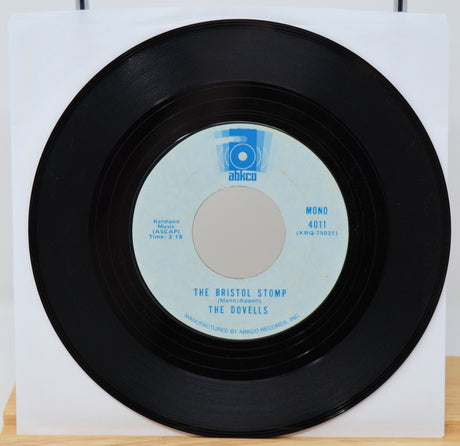 abkco
Kalmann
Music
(ASCAP)
Time: 2:18
MONO
4011
(XRQ-75021)
THE BRISTOL STOMP
(Mann/Appell)
THE DOVELLS
MANUFACTURED BY ABKCO RECORDS, INC.